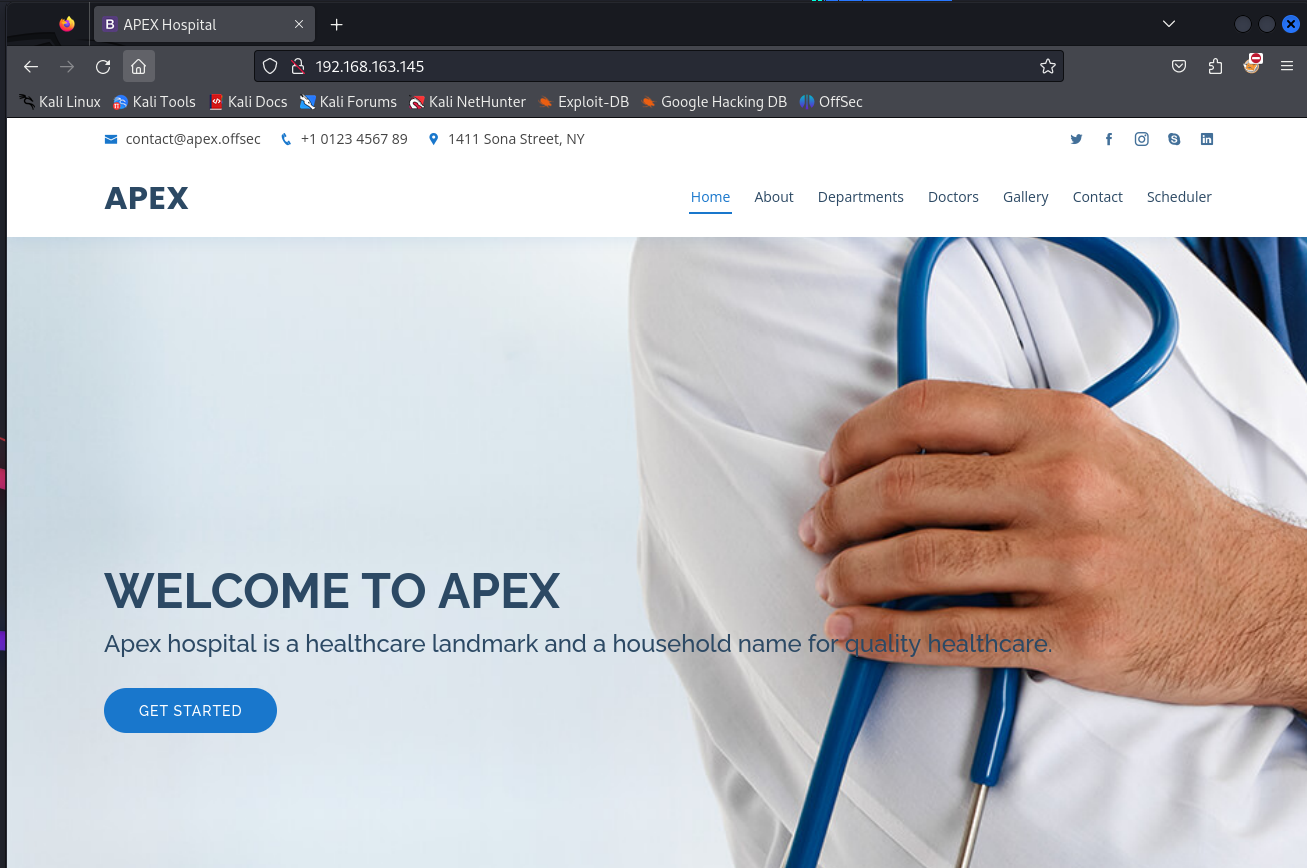 APEX Hospital
192.168.163.145
Kali Linux Kali Tools Kali Docs Kali Forums Kali NetHunter Exploit-DB Google Hacking DB OffSec
contact@apex.offsec +1 0123 4567 89 1411 Sona Street, NY
APEX
Home About Departments Doctors Gallery Contact Scheduler
WELCOME TO APEX
Apex hospital is a healthcare landmark and a household name for quality healthcare.
GET STARTED